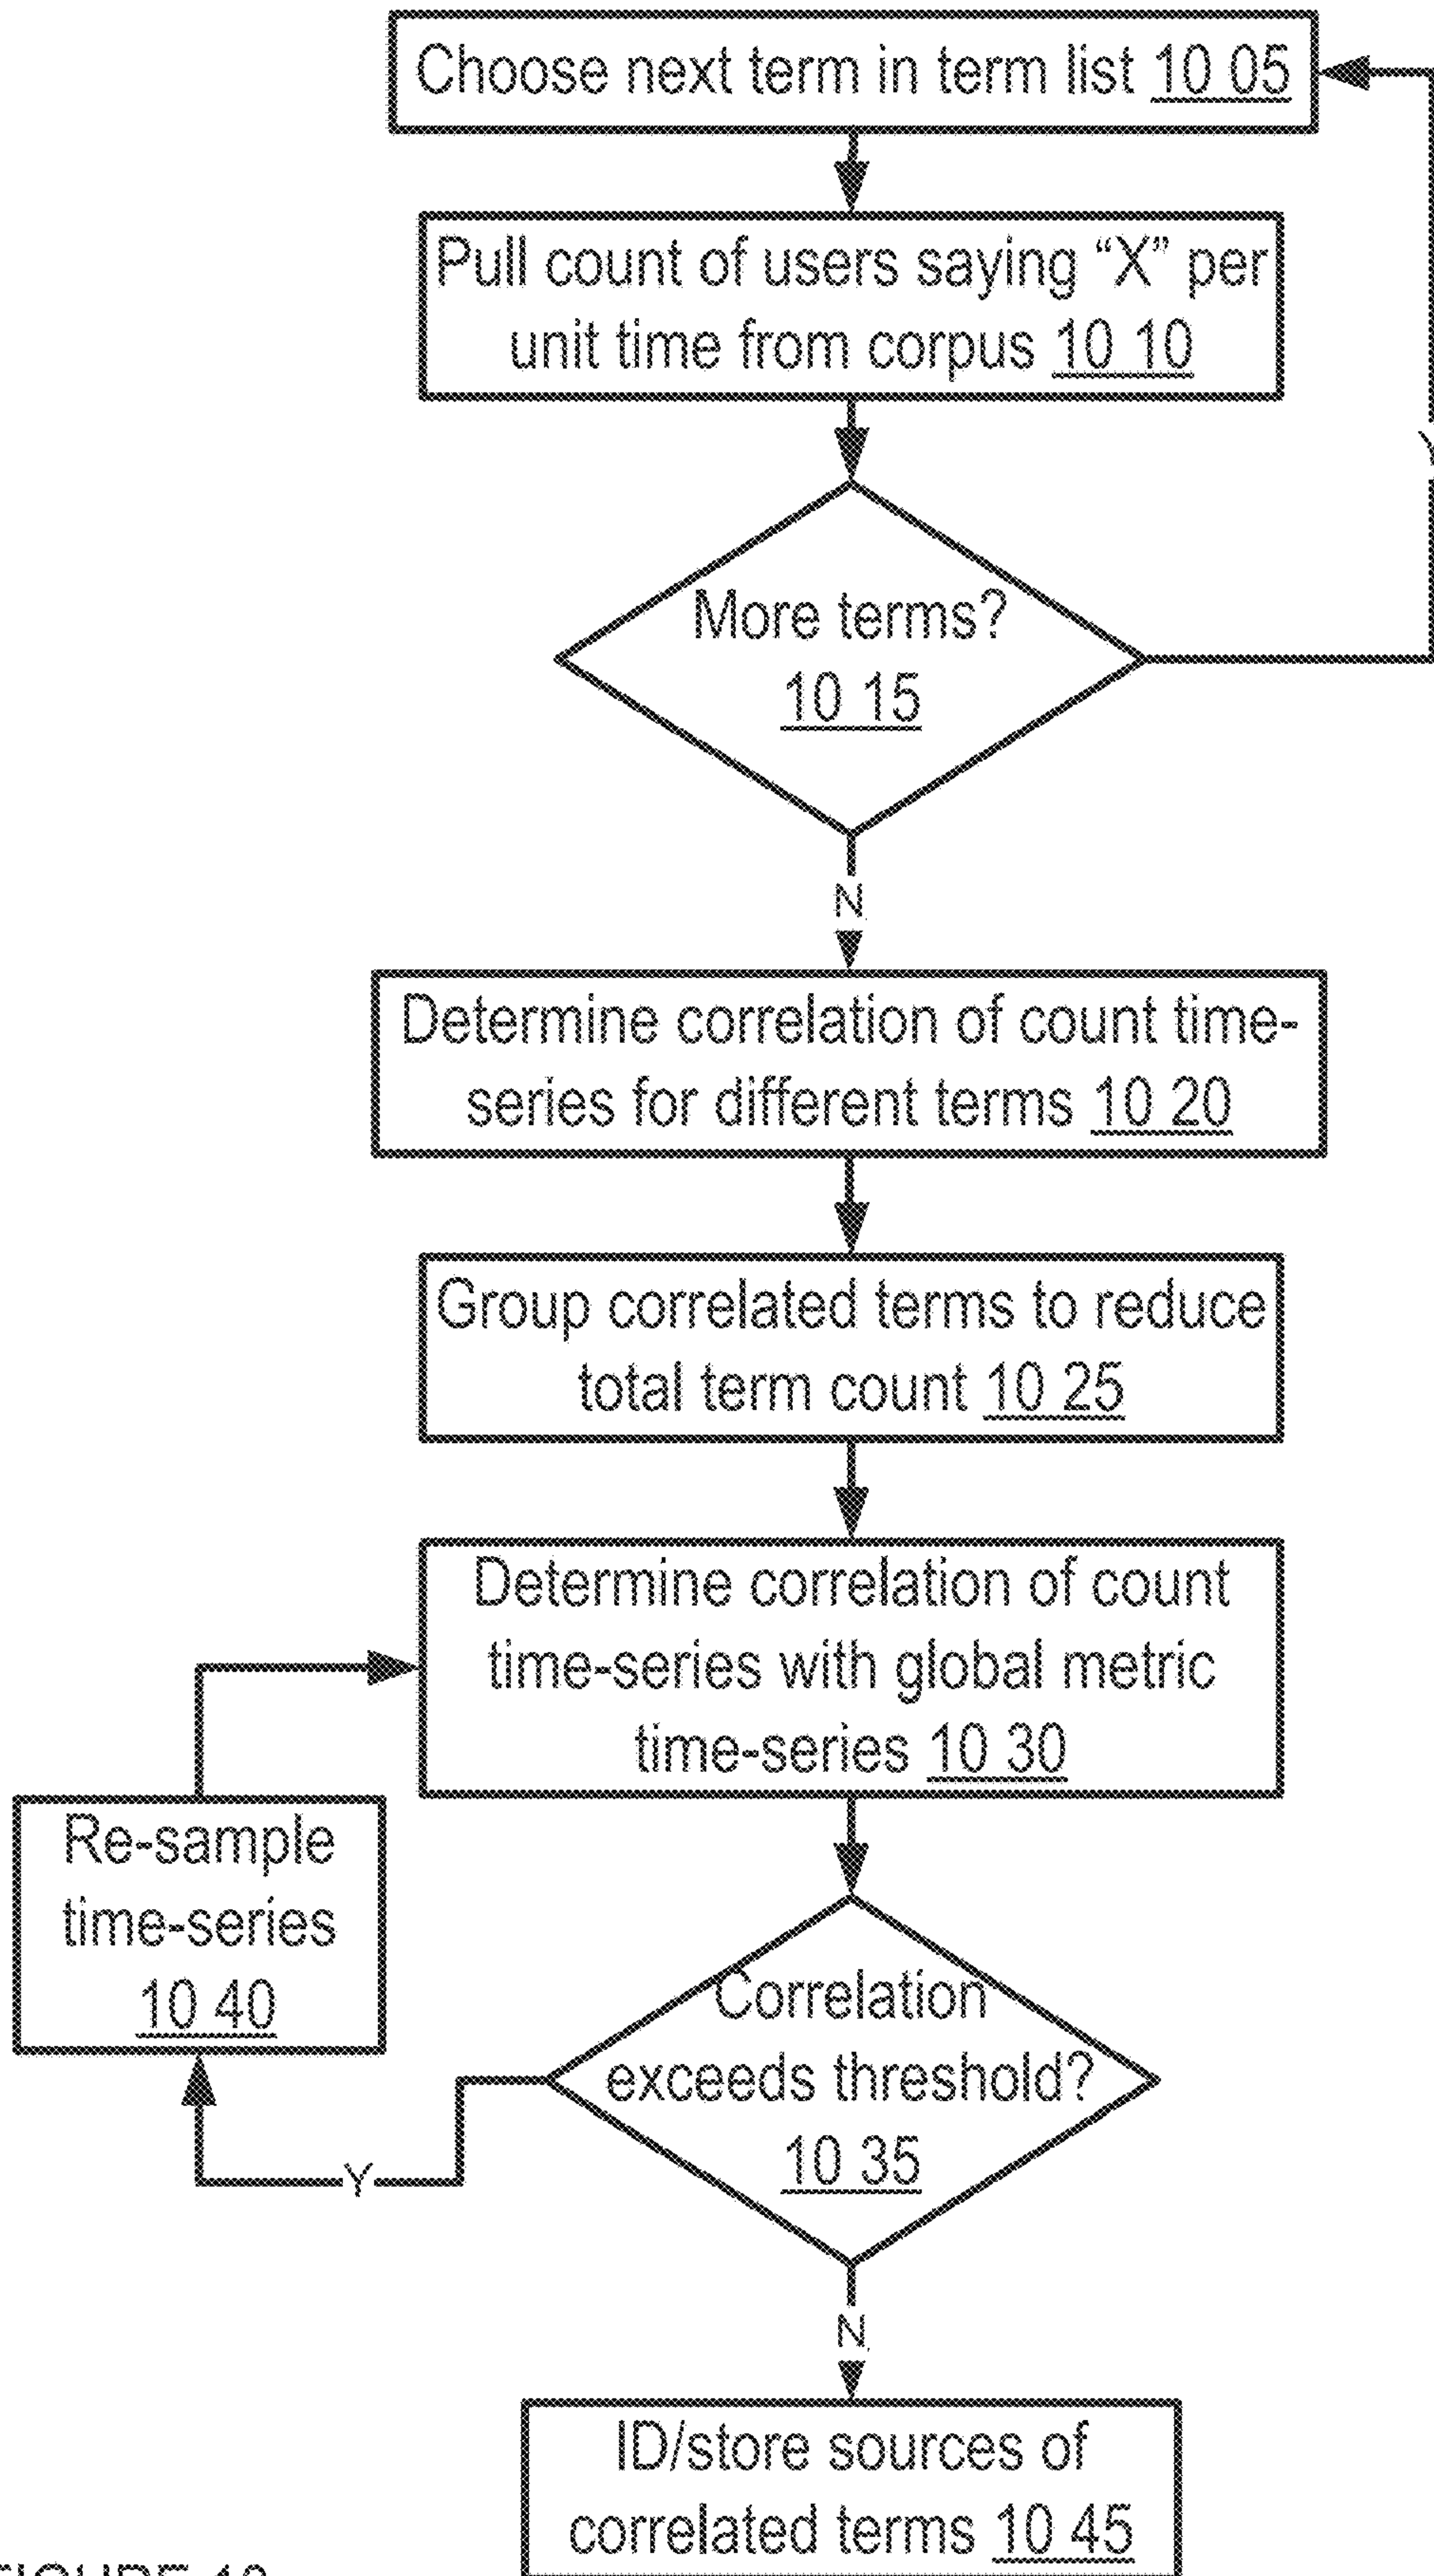 Choose next term in term list 10 05
Pull count of users saying “X” per
unit time from corpus 10 10
More terms?
10 15
N
Determine correlation of count time-
series for different terms 10 20
Group correlated terms to reduce
total term count 10 25
Determine correlation of count
time-series with global metric
time-series 10 30
Re-sample
time-series
10 40
Correlation
exceeds threshold?
10 35
Y
N
ID/store sources of
correlated terms 10 45